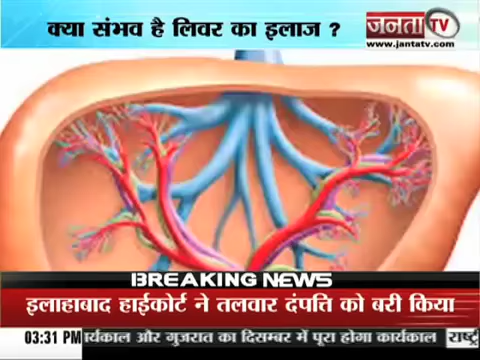 क्या संभव है लिवर का इलाज ?
जनता TV
www.jantatv.com
BREAKING NEWS
इलाहाबाद हाईकोर्ट ने तलवार दंपत्ति को बरी किया
03:31 PM र्यकाल और गुजरात का दिसम्बर में पूरा होगा कार्यकाल राष्ट्री